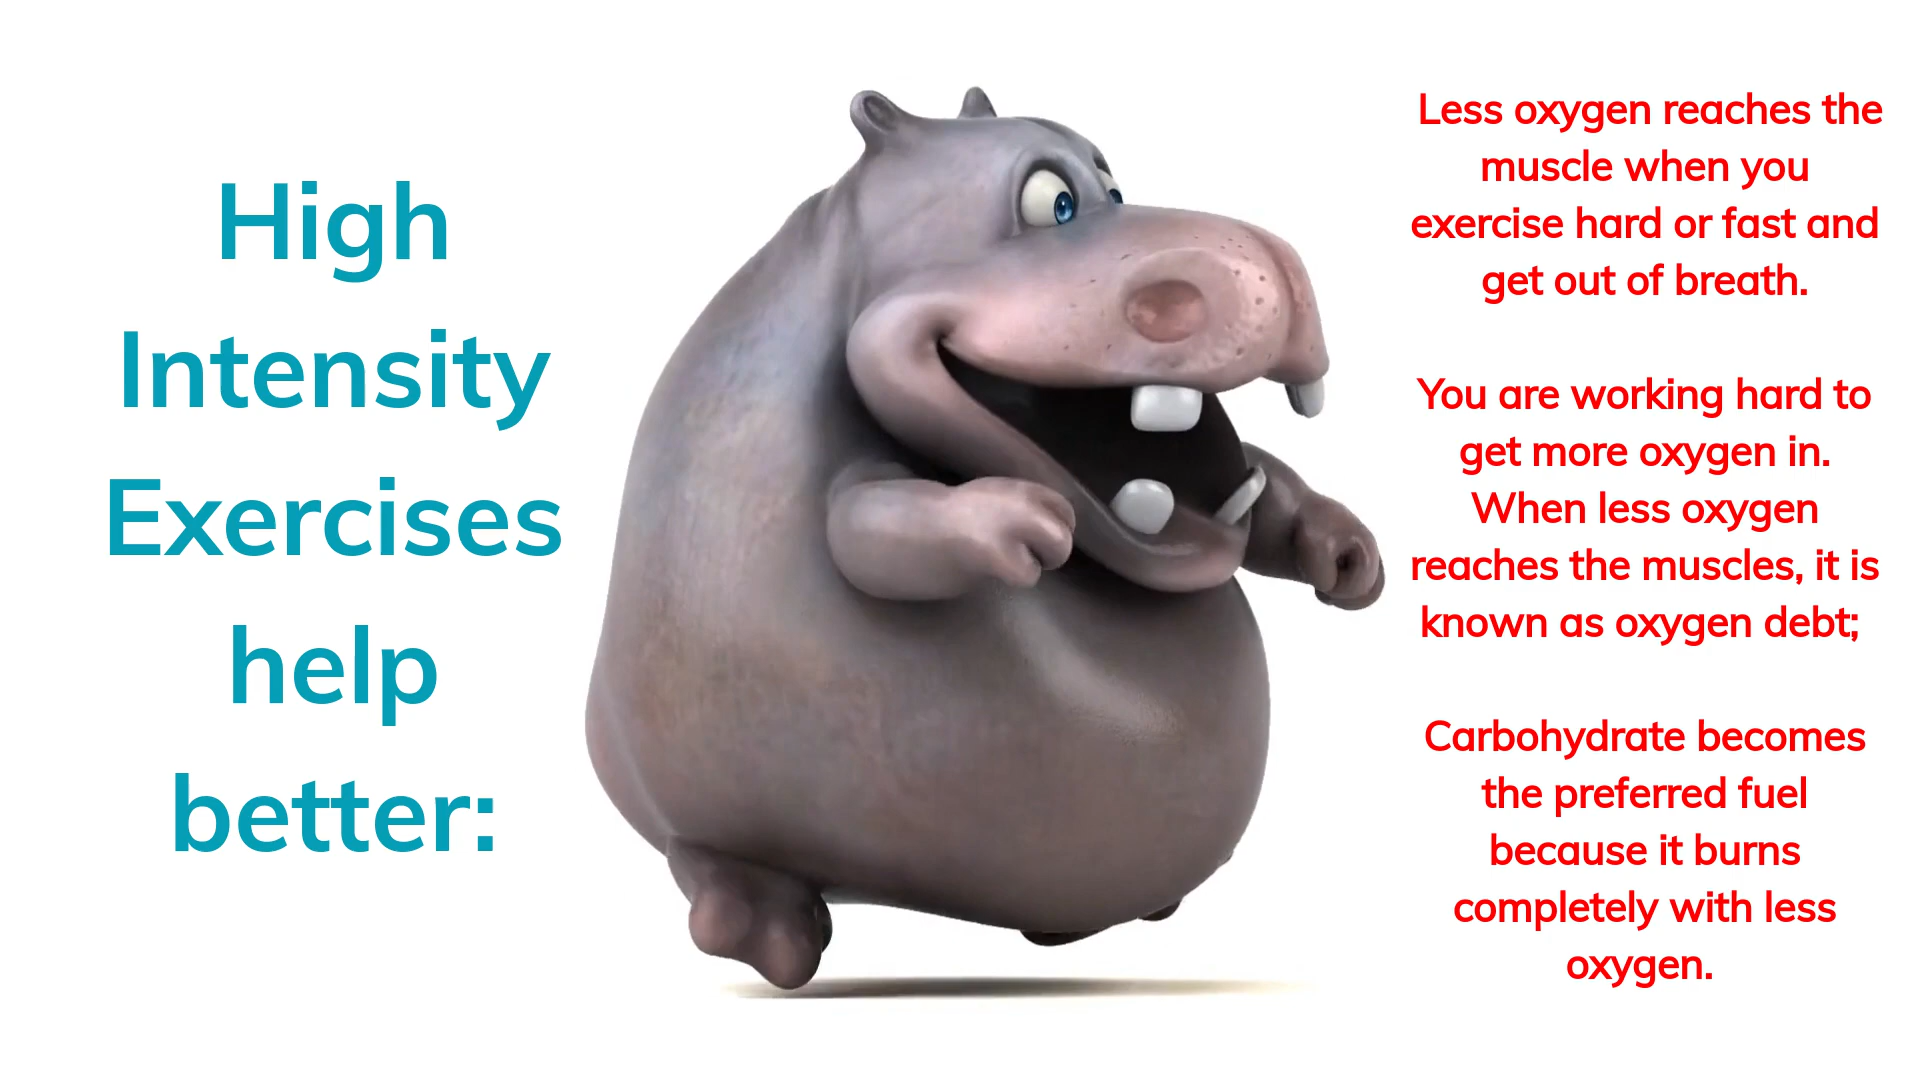 High
Intensity
Exercises
help
better:
Less oxygen reaches the
muscle when you
exercise hard or fast and
get out of breath.
You are working hard to
get more oxygen in.
When less oxygen
reaches the muscles, it is
known as oxygen debt;
Carbohydrate becomes
the preferred fuel
because it burns
completely with less
oxygen.